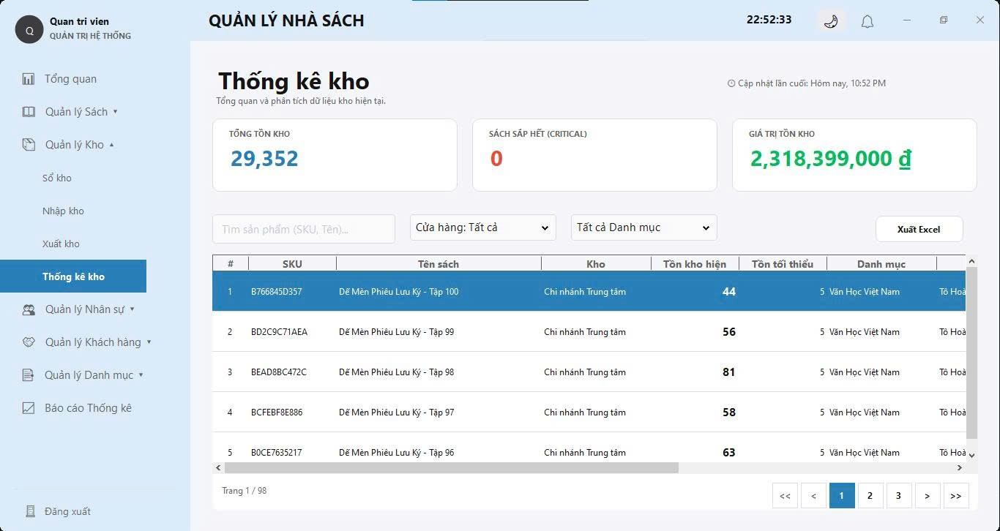 Q
Quan tri vien
QUẢN TRỊ HỆ THỐNG
QUẢN LÝ NHÀ SÁCH
22:52:33
Tổng quan
Quản lý Sách ▾
Quản lý Kho ▴
Sổ kho
Nhập kho
Xuất kho
Thống kê kho
Quản lý Nhân sự ▾
Quản lý Khách hàng ▾
Quản lý Danh mục ▾
Báo cáo Thống kê
Đăng xuất
Thống kê kho
Tổng quan và phân tích dữ liệu kho hiện tại.
Cập nhật lần cuối: Hôm nay, 10:52 PM
TỔNG TỒN KHO
29,352
SÁCH SẮP HẾT (CRITICAL)
0
GIÁ TRỊ TỒN KHO
2,318,399,000 ₫
Tìm sản phẩm (SKU, Tên)...
Cửa hàng: Tất cả
Tất cả Danh mục
Xuất Excel
# SKU Tên sách Kho Tồn kho hiện Tồn tối thiểu Danh mục
1 B766845D357 Dế Mèn Phiêu Lưu Ký - Tập 100 Chi nhánh Trung tâm 44 5 Văn Học Việt Nam Tô Hoà
2 BD2C9C71AEA Dế Mèn Phiêu Lưu Ký - Tập 99 Chi nhánh Trung tâm 56 5 Văn Học Việt Nam Tô Hoà
3 BEAD8BC472C Dế Mèn Phiêu Lưu Ký - Tập 98 Chi nhánh Trung tâm 81 5 Văn Học Việt Nam Tô Hoà
4 BCFEBF8E886 Dế Mèn Phiêu Lưu Ký - Tập 97 Chi nhánh Trung tâm 58 5 Văn Học Việt Nam Tô Hoà
5 B0CE7635217 Dế Mèn Phiêu Lưu Ký - Tập 96 Chi nhánh Trung tâm 63 5 Văn Học Việt Nam Tô Hoà
Trang 1 / 98
<< < 1 2 3 > >>